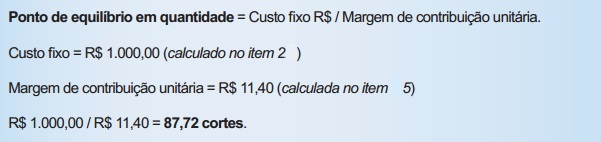 Ponto de equilíbrio em quantidade = Custo fixo R$ / Margem de contribuição unitária.
Custo fixo = R$ 1.000,00 (calculado no item 2 )
Margem de contribuição unitária = R$ 11,40 (calculada no item 5)
R$ 1.000,00 / R$ 11,40 = 87,72 cortes.